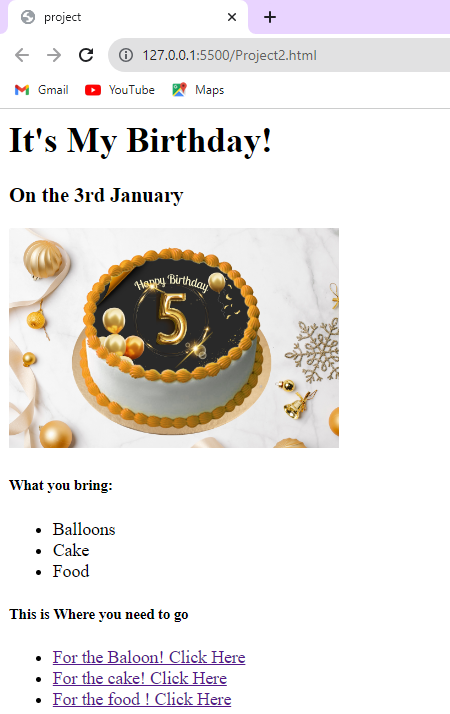 project
127.0.0.1:5500/Project2.html
Gmail YouTube Maps
It's My Birthday!
On the 3rd January
Happy Birthday
5
What you bring:
Balloons
Cake
Food
This is Where you need to go
For the Baloon! Click Here
For the cake! Click Here
For the food ! Click Here